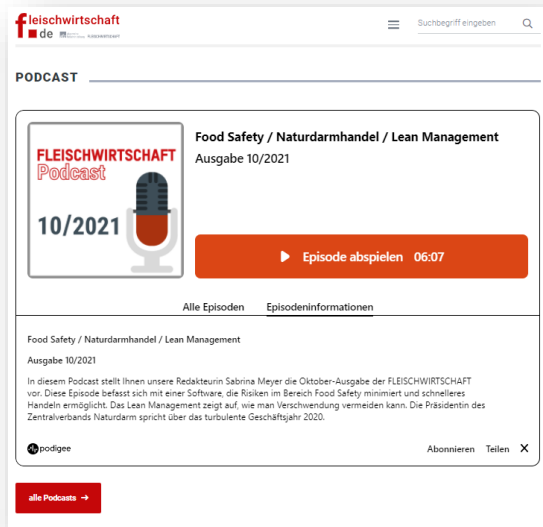 fleischwirtschaft
de
Suchbegriff eingeben
PODCAST
FLEISCHWIRTSCHAFT
Podcast
10/2021
Food Safety / Naturdarmhandel / Lean Management
Ausgabe 10/2021
Episode abspielen 06:07
Alle Episoden Episodeninformationen
Food Safety / Naturdarmhandel / Lean Management
Ausgabe 10/2021
In diesem Podcast stellt Ihnen unsere Redakteurin Sabrina Meyer die Oktober-Ausgabe der FLEISCHWIRTSCHAFT
vor. Diese Episode befasst sich mit einer Software, die Risiken im Bereich Food Safety minimiert und schnelleres
Handeln ermöglicht. Das Lean Management zeigt auf, wie man Verschwendung vermeiden kann. Die Präsidentin des
Zentralverbands Naturdarm spricht über das turbulente Geschäftsjahr 2020.
podigee
Abonnieren Teilen X
alle Podcasts →